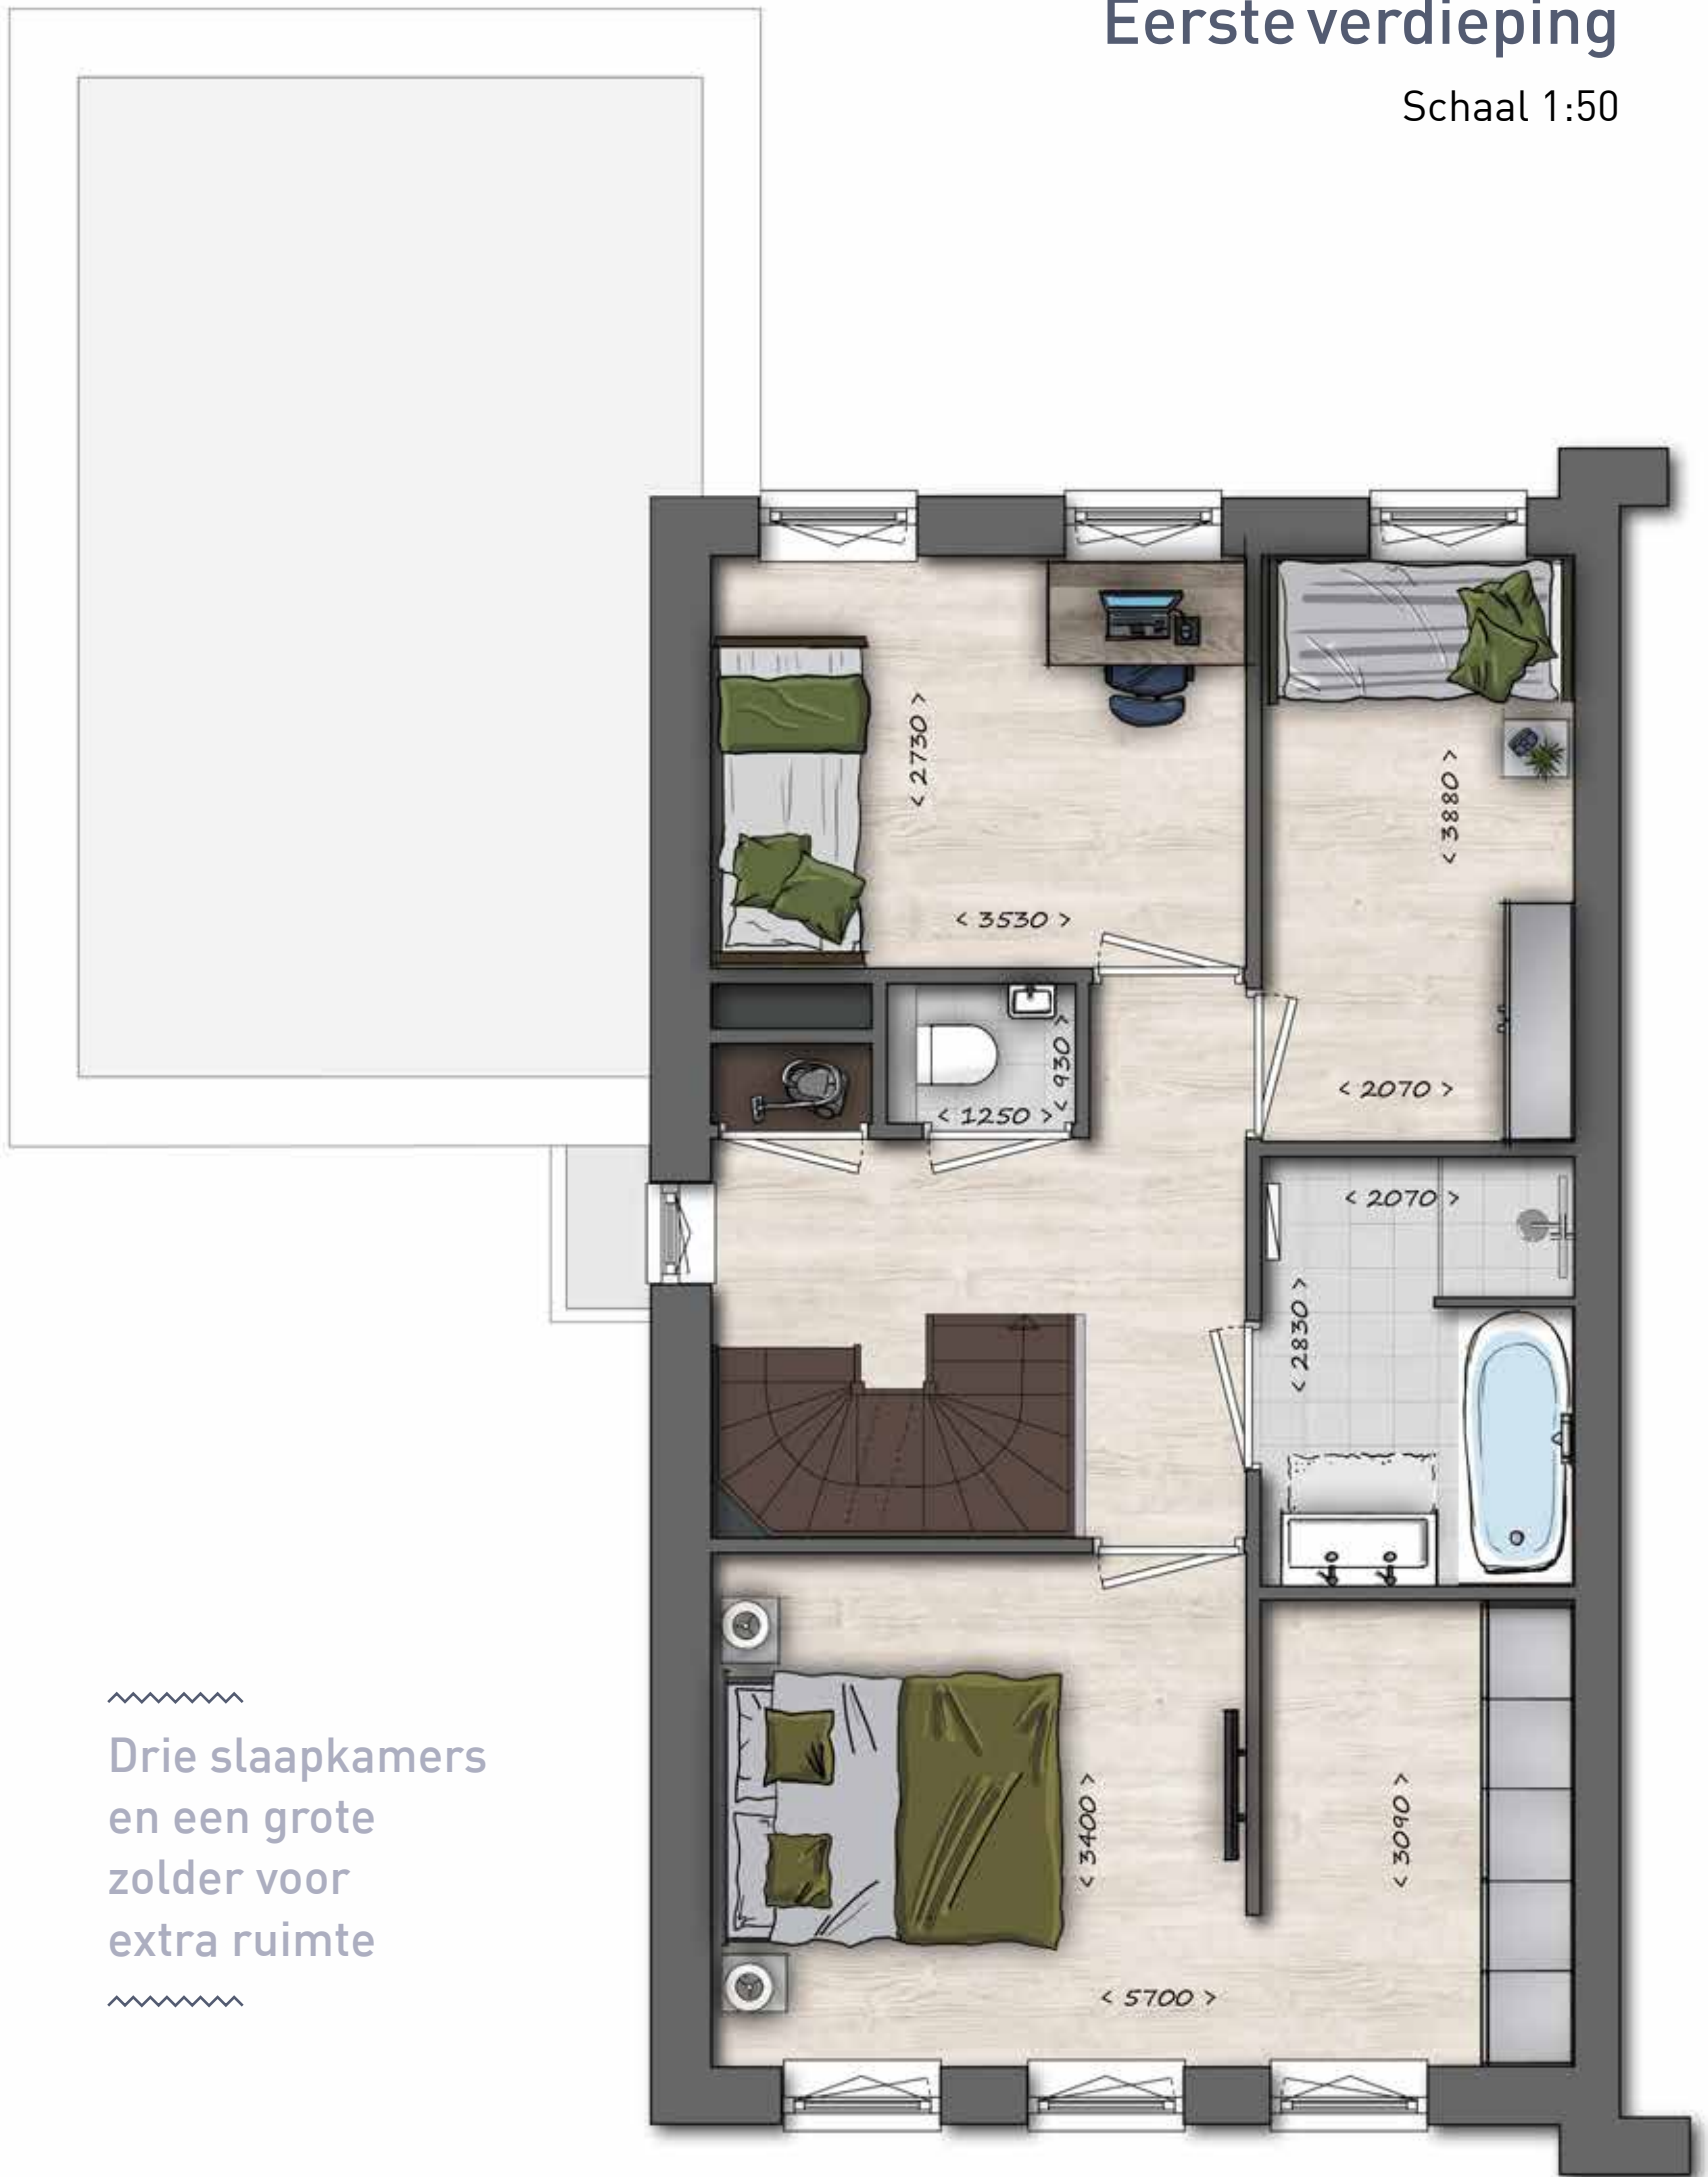 Eerste verdieping
Schaal 1:50
< 2730 >
< 3880 >
< 3530 >
< 930 >
< 2070 >
< 1250 >
< 2070 >
< 2830 >
Drie slaapkamers
en een grote
zolder voor
extra ruimte
< 3400 >
< 3090 >
< 5700 >